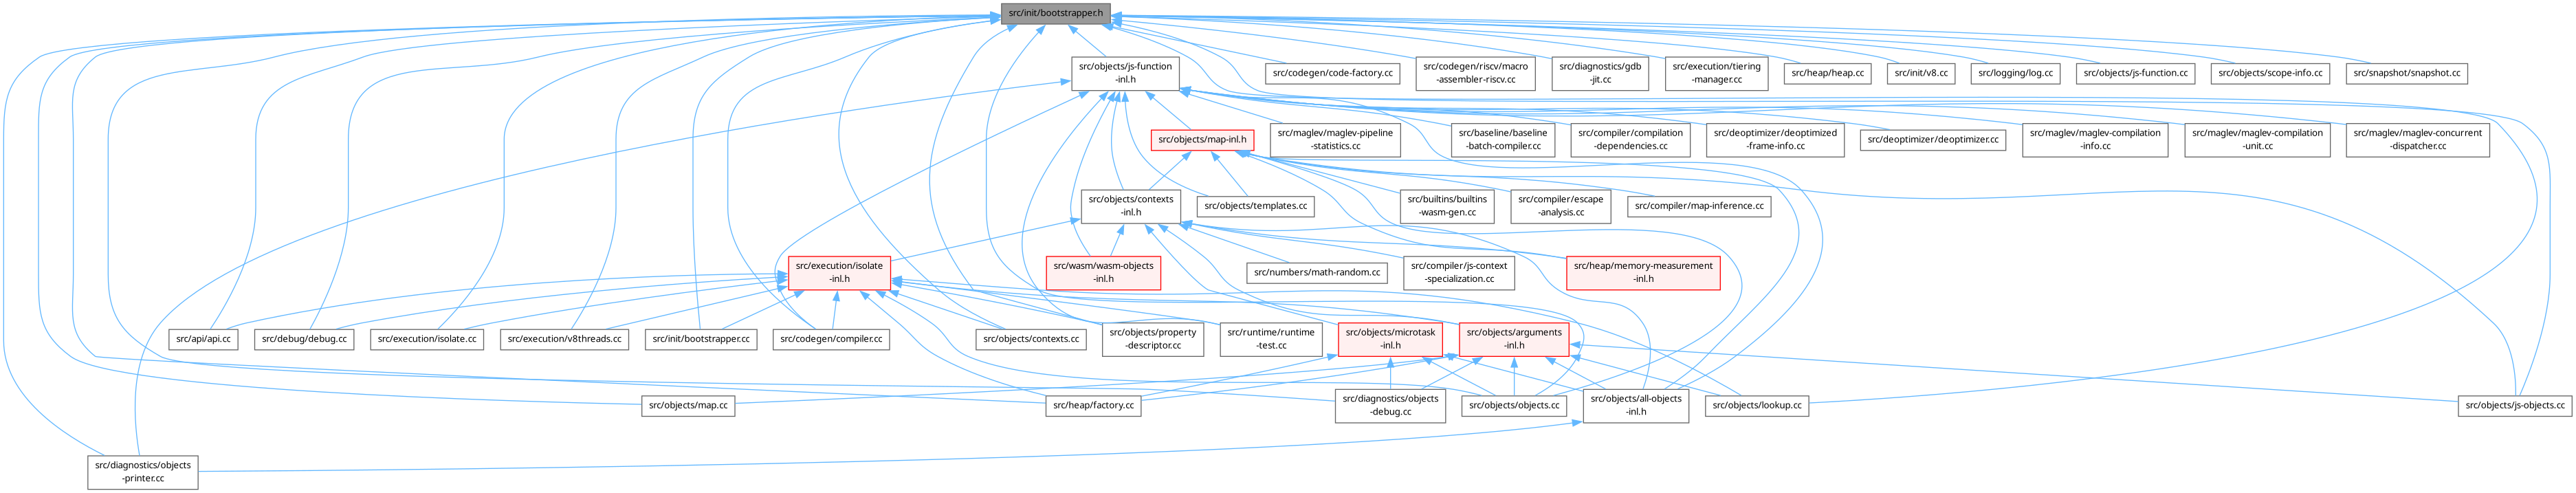 src/init/bootstrapper.h
src/objects/js-function
-inl.h
src/codegen/code-factory.cc
src/codegen/riscv/macro
-assembler-riscv.cc
src/diagnostics/gdb
-jit.cc
src/execution/tiering
-manager.cc
src/heap/heap.cc
src/init/v8.cc
src/logging/log.cc
src/objects/js-function.cc
src/objects/scope-info.cc
src/snapshot/snapshot.cc
src/objects/map-inl.h
src/maglev/maglev-pipeline
-statistics.cc
src/baseline/baseline
-batch-compiler.cc
src/compiler/compilation
-dependencies.cc
src/deoptimizer/deoptimized
-frame-info.cc
src/deoptimizer/deoptimizer.cc
src/maglev/maglev-compilation
-info.cc
src/maglev/maglev-compilation
-unit.cc
src/maglev/maglev-concurrent
-dispatcher.cc
src/objects/contexts
-inl.h
src/objects/templates.cc
src/builtins/builtins
-wasm-gen.cc
src/compiler/escape
-analysis.cc
src/compiler/map-inference.cc
src/execution/isolate
-inl.h
src/wasm/wasm-objects
-inl.h
src/numbers/math-random.cc
src/compiler/js-context
-specialization.cc
src/heap/memory-measurement
-inl.h
src/api/api.cc
src/debug/debug.cc
src/execution/isolate.cc
src/execution/v8threads.cc
src/init/bootstrapper.cc
src/codegen/compiler.cc
src/objects/contexts.cc
src/objects/property
-descriptor.cc
src/runtime/runtime
-test.cc
src/objects/microtask
-inl.h
src/objects/arguments
-inl.h
src/objects/map.cc
src/heap/factory.cc
src/diagnostics/objects
-debug.cc
src/objects/objects.cc
src/objects/all-objects
-inl.h
src/objects/lookup.cc
src/objects/js-objects.cc
src/diagnostics/objects
-printer.cc